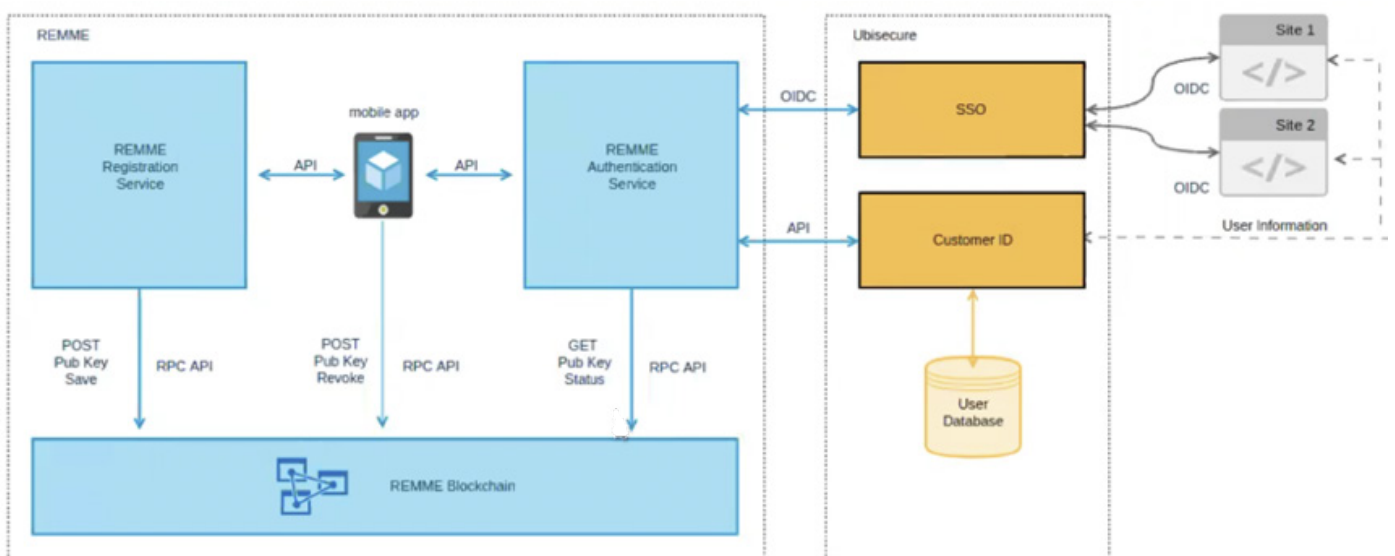 REMME
REMME
Registration
Service
API
mobile app
API
REMME
Authentication
Service
POST
Pub Key
Save
RPC API
POST
Pub Key
Revoke
RPC API
GET
Pub Key
Status
RPC API
REMME Blockchain
OIDC
API
Ubisecure
SSO
Customer ID
User
Database
Site 1
</>
OIDC
Site 2
</>
OIDC
User Information